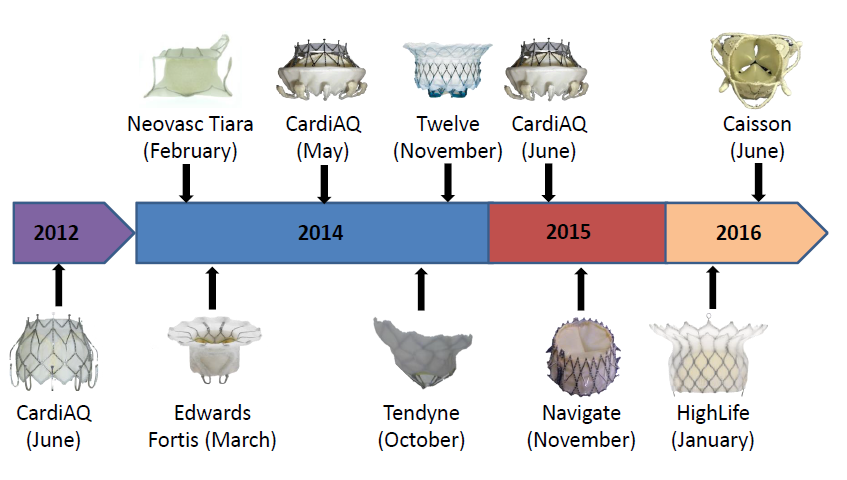 Neovasc Tiara
(February)
CardiAQ
(May)
Twelve
(November)
CardiAQ
(June)
Caisson
(June)
2012
2014
2015
2016
CardiAQ
(June)
Edwards
Fortis (March)
Tendyne
(October)
Navigate
(November)
HighLife
(January)